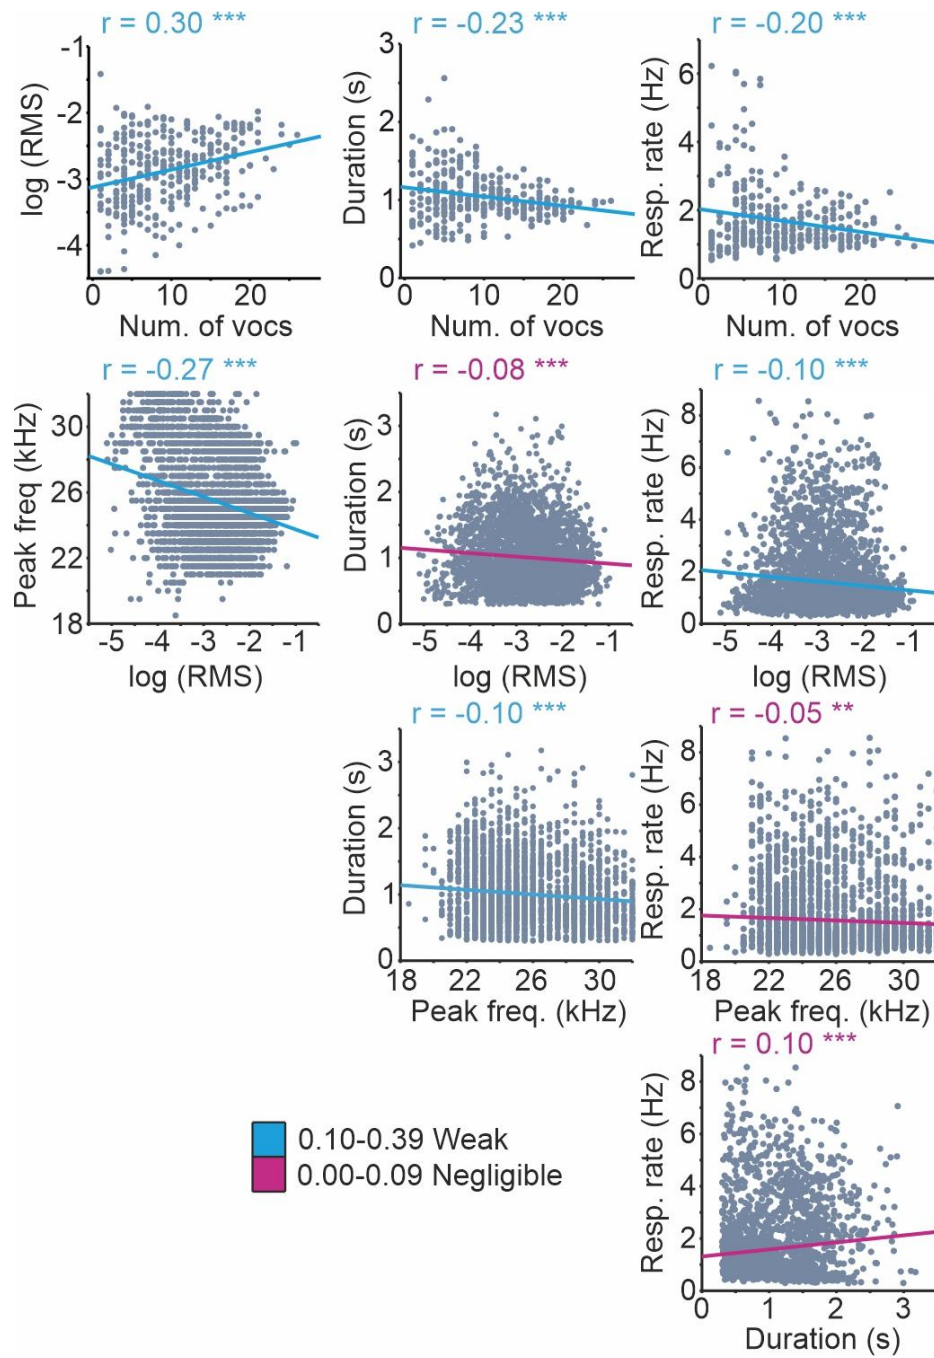 r = 0.30 ***
r = -0.23 ***
r = -0.20 ***
log (RMS)
-1
-2
-3
-4
0 10 20
Num. of vocs
Duration (s)
3
2
1
0
0 10 20
Num. of vocs
Resp. rate (Hz)
6
4
2
0
0 10 20
Num. of vocs
r = -0.27 ***
r = -0.08 ***
r = -0.10 ***
Peak freq (kHz)
30
26
22
18
-5 -4 -3 -2 -1
log (RMS)
Duration (s)
3
2
1
0
-5 -4 -3 -2 -1
log (RMS)
Resp. rate (Hz)
8
6
4
2
0
-5 -4 -3 -2 -1
log (RMS)
r = -0.10 ***
r = -0.05 **
Duration (s)
3
2
1
0
18 22 26 30
Peak freq. (kHz)
Resp. rate (Hz)
8
6
4
2
0
18 22 26 30
Peak freq. (kHz)
r = 0.10 ***
Resp. rate (Hz)
8
6
4
2
0
0 1 2 3
Duration (s)
0.10-0.39 Weak
0.00-0.09 Negligible